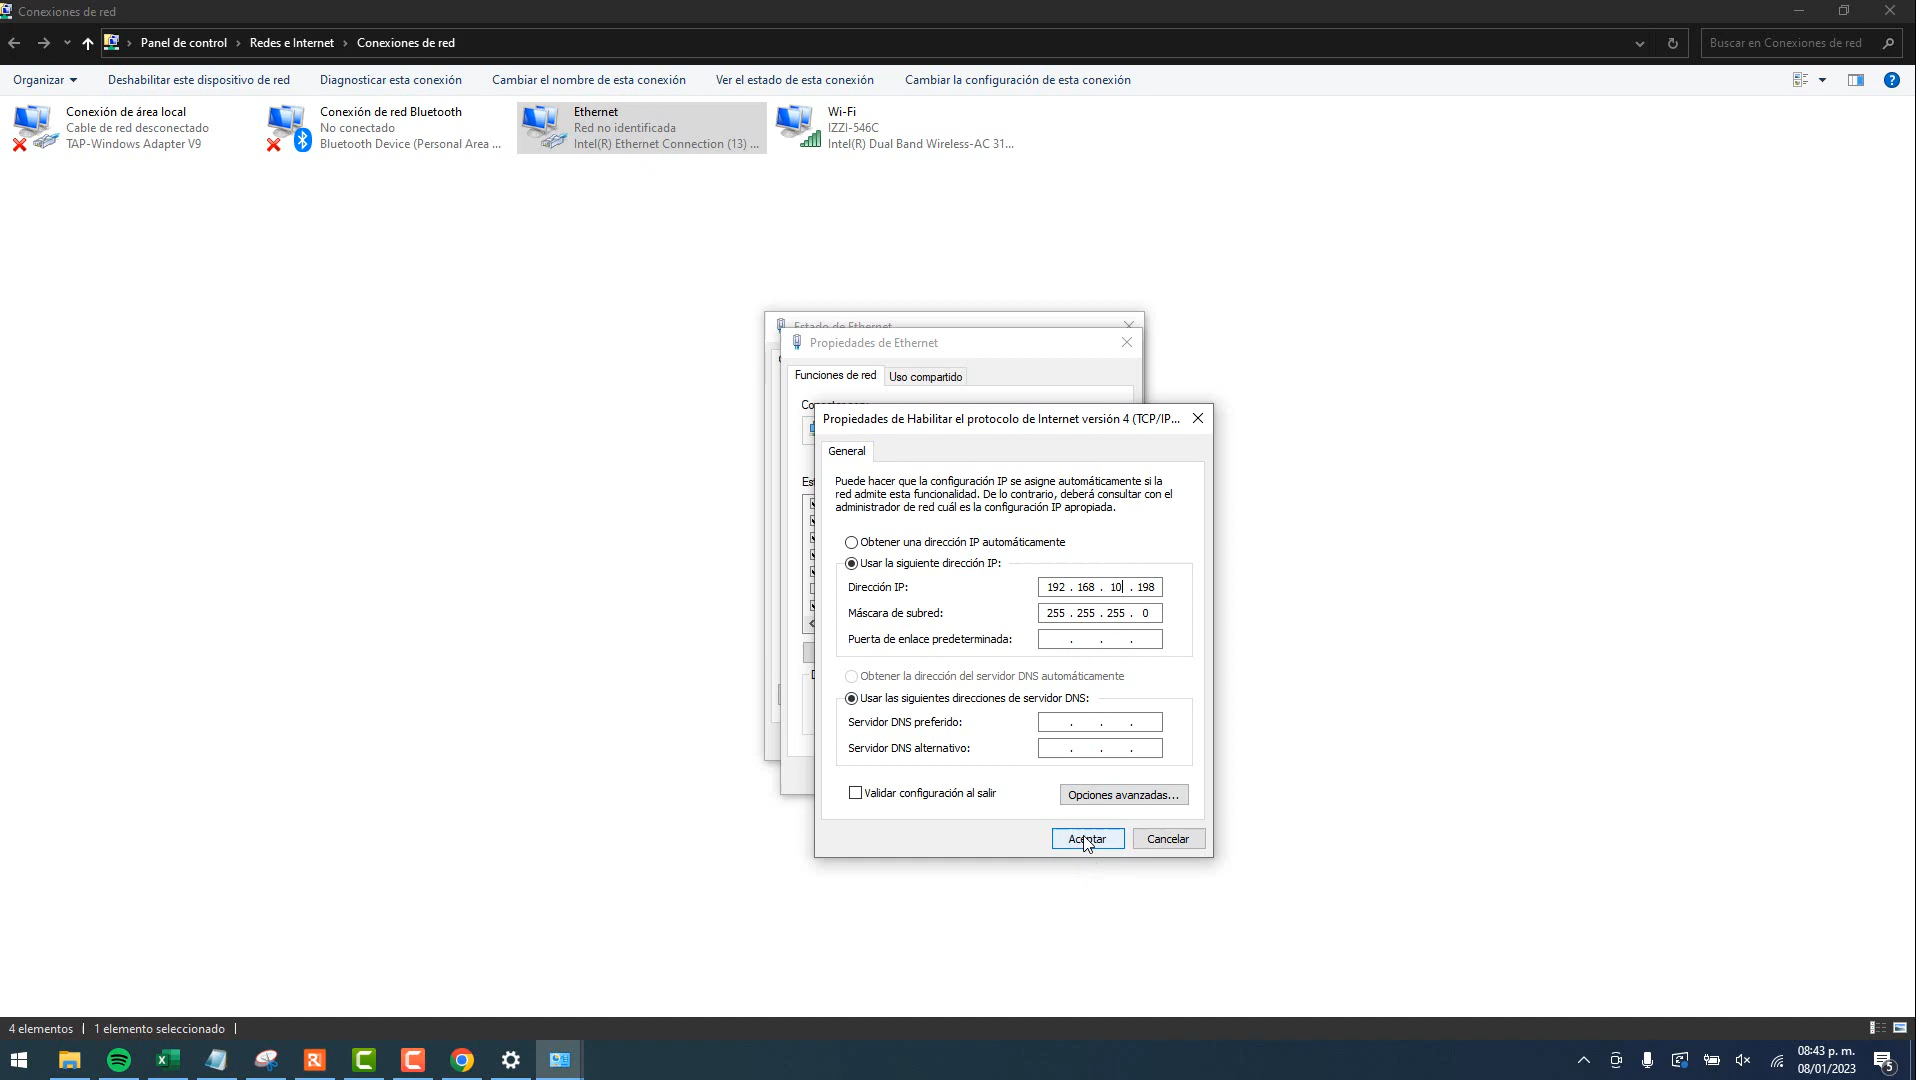 Conexiones de red
Panel de control > Redes e Internet > Conexiones de red
Buscar en Conexiones de red
Organizar Deshabilitar este dispositivo de red Diagnosticar esta conexión Cambiar el nombre de esta conexión Ver el estado de esta conexión Cambiar la configuración de esta conexión
Conexión de área local
Cable de red desconectado
TAP-Windows Adapter V9
Conexión de red Bluetooth
No conectado
Bluetooth Device (Personal Area ...
Ethernet
Red no identificada
Intel(R) Ethernet Connection (13) ...
Wi-Fi
IZZI-546C
Intel(R) Dual Band Wireless-AC 31...
Estado de Ethernet
Propiedades de Ethernet
Funciones de red Uso compartido
Propiedades de Habilitar el protocolo de Internet versión 4 (TCP/IP...
General
Puede hacer que la configuración IP se asigne automáticamente si la
red admite esta funcionalidad. De lo contrario, deberá consultar con el
administrador de red cuál es la configuración IP apropiada.
Obtener una dirección IP automáticamente
Usar la siguiente dirección IP:
Dirección IP: 192 . 168 . 10 . 198
Máscara de subred: 255 . 255 . 255 . 0
Puerta de enlace predeterminada: . . .
Obtener la dirección del servidor DNS automáticamente
Usar las siguientes direcciones de servidor DNS:
Servidor DNS preferido: . . .
Servidor DNS alternativo: . . .
Validar configuración al salir Opciones avanzadas...
Aceptar Cancelar
4 elementos 1 elemento seleccionado
08:43 p. m.
08/01/2023
5